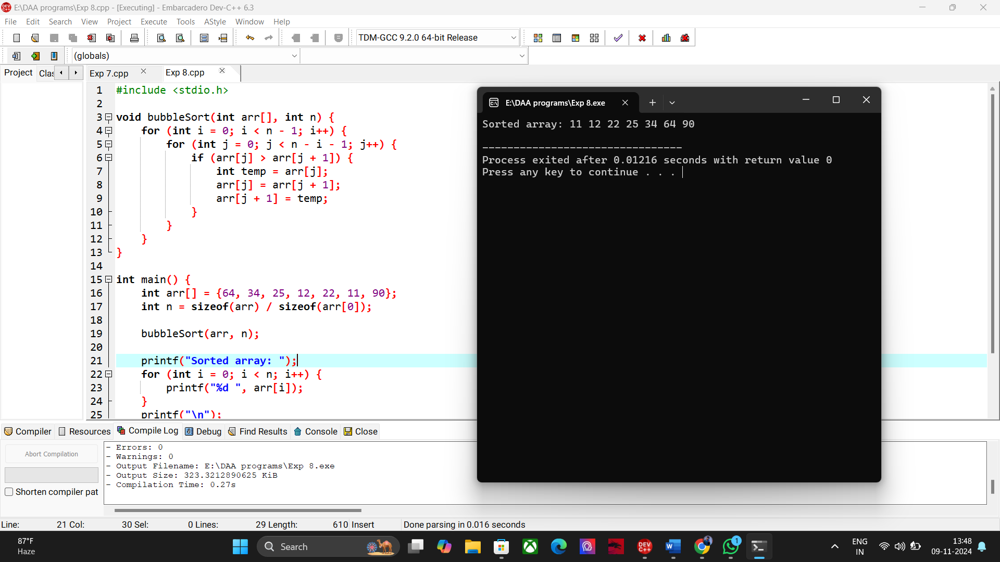 E:\DAA programs\Exp 8.cpp - [Executing] - Embarcadero Dev-C++ 6.3
File Edit Search View Project Execute Tools AStyle Window Help
TDM-GCC 9.2.0 64-bit Release
(globals)
Project Clas Exp 7.cpp Exp 8.cpp
1 #include <stdio.h>
2
3 void bubbleSort(int arr[], int n) {
4 for (int i = 0; i < n - 1; i++) {
5 for (int j = 0; j < n - i - 1; j++) {
6 if (arr[j] > arr[j + 1]) {
7 int temp = arr[j];
8 arr[j] = arr[j + 1];
9 arr[j + 1] = temp;
10 }
11 }
12 }
13 }
14
15 int main() {
16 int arr[] = {64, 34, 25, 12, 22, 11, 90};
17 int n = sizeof(arr) / sizeof(arr[0]);
18
19 bubbleSort(arr, n);
20
21 printf("Sorted array: ");
22 for (int i = 0; i < n; i++) {
23 printf("%d ", arr[i]);
24 }
25 printf("\n");
E:\DAA programs\Exp 8.exe
Sorted array: 11 12 22 25 34 64 90
--------------------------------
Process exited after 0.01216 seconds with return value 0
Press any key to continue . . .
Compiler Resources Compile Log Debug Find Results Console Close
Abort Compilation
Shorten compiler pat
- Errors: 0
- Warnings: 0
- Output Filename: E:\DAA programs\Exp 8.exe
- Output Size: 323.3212890625 KiB
- Compilation Time: 0.27s
Line: 21 Col: 30 Sel: 0 Lines: 29 Length: 610 Insert Done parsing in 0.016 seconds
87°F
Haze
Search
DEV C++
1
ENG
IN
13:48
09-11-2024